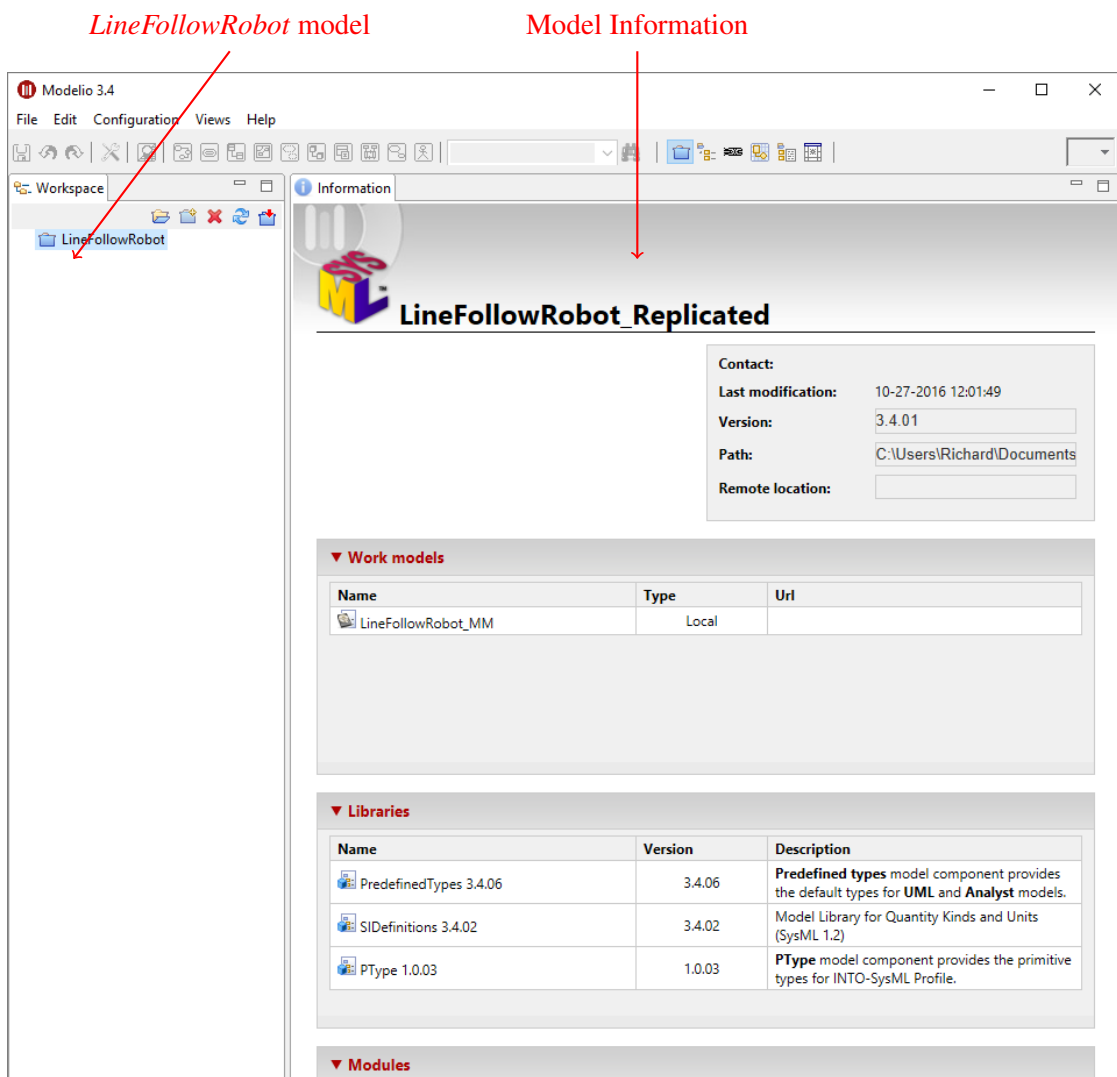 LineFollowRobot model Model Information
Modelio 3.4
File Edit Configuration Views Help
Workspace
Information
LineFollowRobot
SYS
ML™
LineFollowRobot_Replicated
Contact:
Last modification: 10-27-2016 12:01:49
Version: 3.4.01
Path: C:\Users\Richard\Documents
Remote location:
Work models
Name Type Url
LineFollowRobot_MM Local
Libraries
Name Version Description
PredefinedTypes 3.4.06 3.4.06 Predefined types model component provides
the default types for UML and Analyst models.
SIDefinitions 3.4.02 3.4.02 Model Library for Quantity Kinds and Units
(SysML 1.2)
PType 1.0.03 1.0.03 PType model component provides the primitive
types for INTO-SysML Profile.
Modules